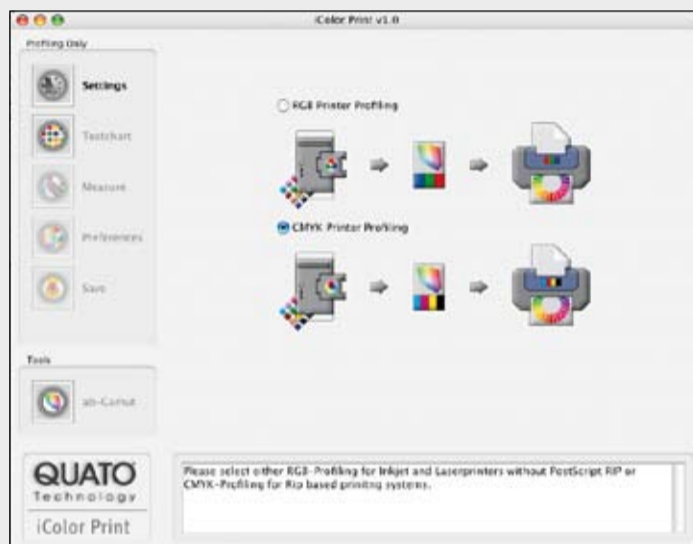 iColor Print v1.0
Profiling Only
Settings
Testchart
Measure
Preferences
Save
Tools
ab-Gamut
RGB Printer Profiling
CMYK Printer Profiling
QUATO
Technology
iColor Print
Please select either RGB-Profiling for Inkjet and Laserprinters without PostScript RIP or
CMYK-Profiling for Rip based prinitng systems.